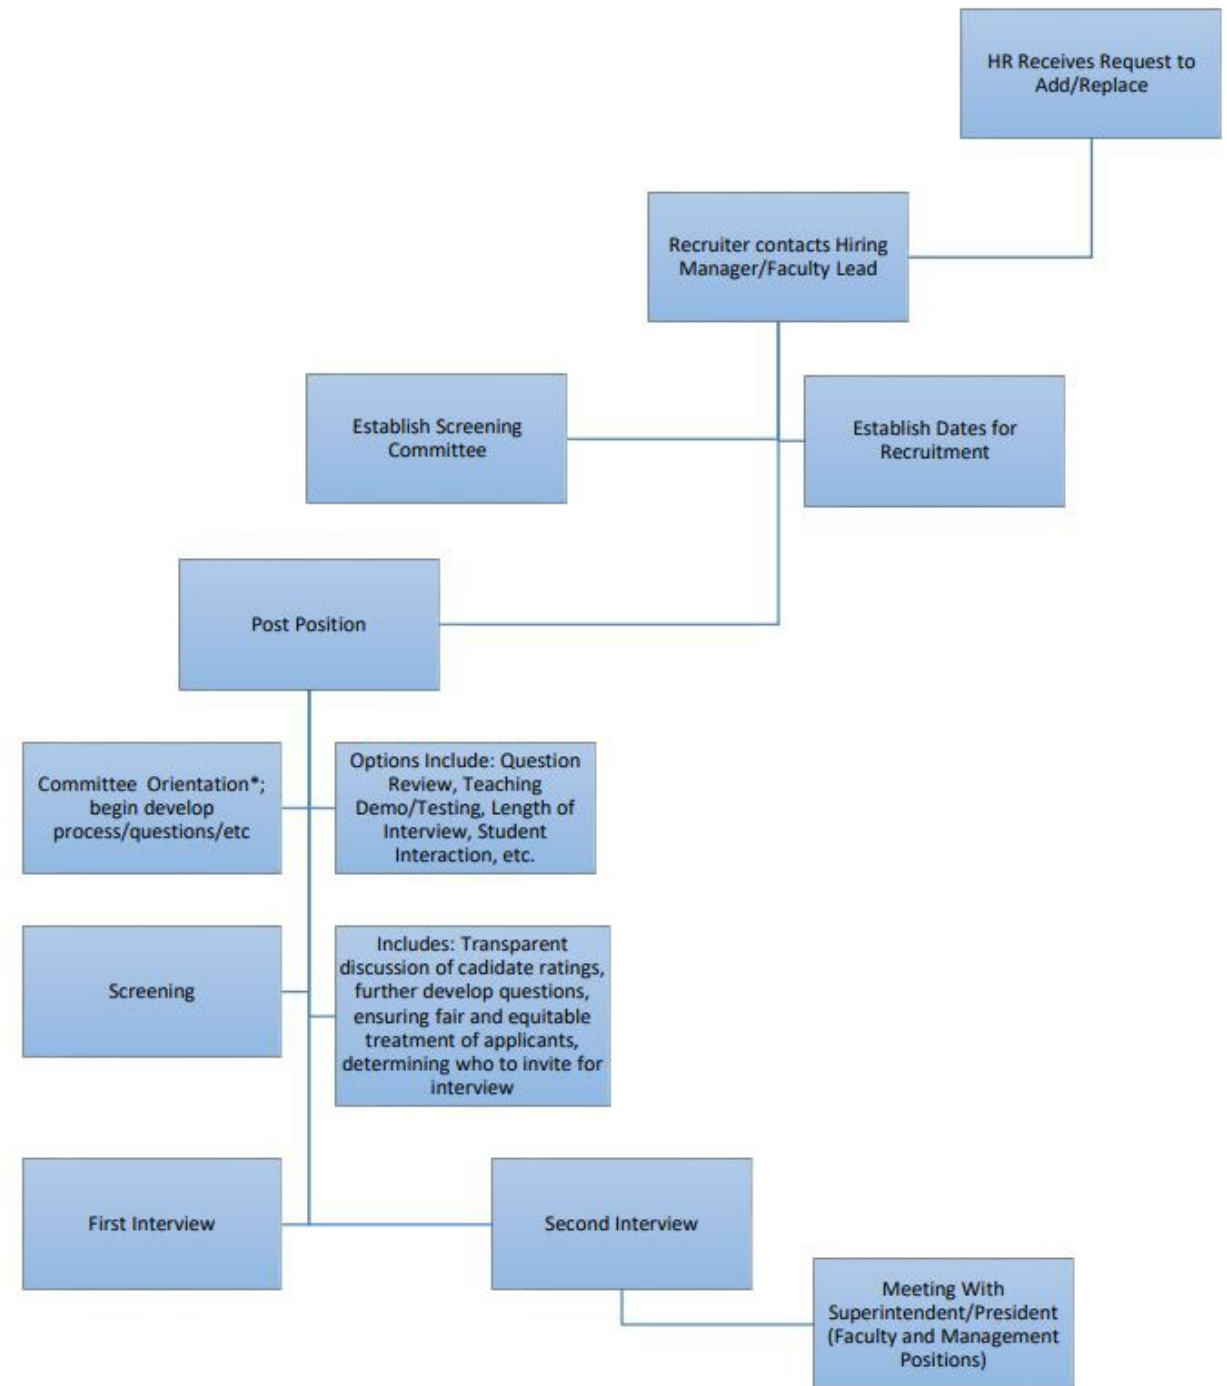 HR Receives Request to
Add/Replace
Recruiter contacts Hiring
Manager/Faculty Lead
Establish Screening
Committee
Establish Dates for
Recruitment
Post Position
Committee Orientation*;
begin develop
process/questions/etc
Options Include: Question
Review, Teaching
Demo/Testing, Length of
Interview, Student
Interaction, etc.
Screening
Includes: Transparent
discussion of cadidate ratings,
further develop questions,
ensuring fair and equitable
treatment of applicants,
determining who to invite for
interview
First Interview
Second Interview
Meeting With
Superintendent/President
(Faculty and Management
Positions)